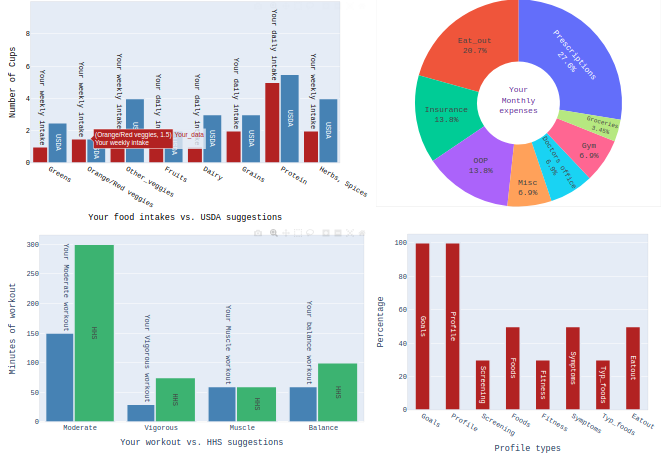 Number of Cups
8
6
4
2
0
Your weekly intake
USDA
Your weekly intake
USDA
Your weekly intake
USDA
Your daily intake
Your daily intake
USDA
Your daily intake
USDA
Your daily intake
USDA
Your weekly intake
USDA
(Orange/Red veggies, 1.5) Your_data
Your weekly intake
Greens
Orange/Red veggies
Other_veggies
Fruits
Dairy
Grains
Protein
Herbs, Spices
Your food intakes vs. USDA suggestions
Eat_out
20.7%
Prescriptions
27.6%
Your
Monthly
expenses
Groceries
3.45%
Insurance
13.8%
Gym
6.9%
Doctors office
6.9%
OOP
13.8%
Misc
6.9%
Minutes of workout
300
250
200
150
100
50
0
Your Moderate workout
HHS
Your Vigorous workout
HHS
Your Muscle workout
HHS
Your balance workout
HHS
Moderate
Vigorous
Muscle
Balance
Your workout vs. HHS suggestions
Percentage
100
80
60
40
20
0
Goals
Profile
Screening
Foods
Fitness
Symptoms
Typ_foods
Eatout
Goals
Profile
Screening
Foods
Fitness
Symptoms
Typ_foods
Eatout
Profile types